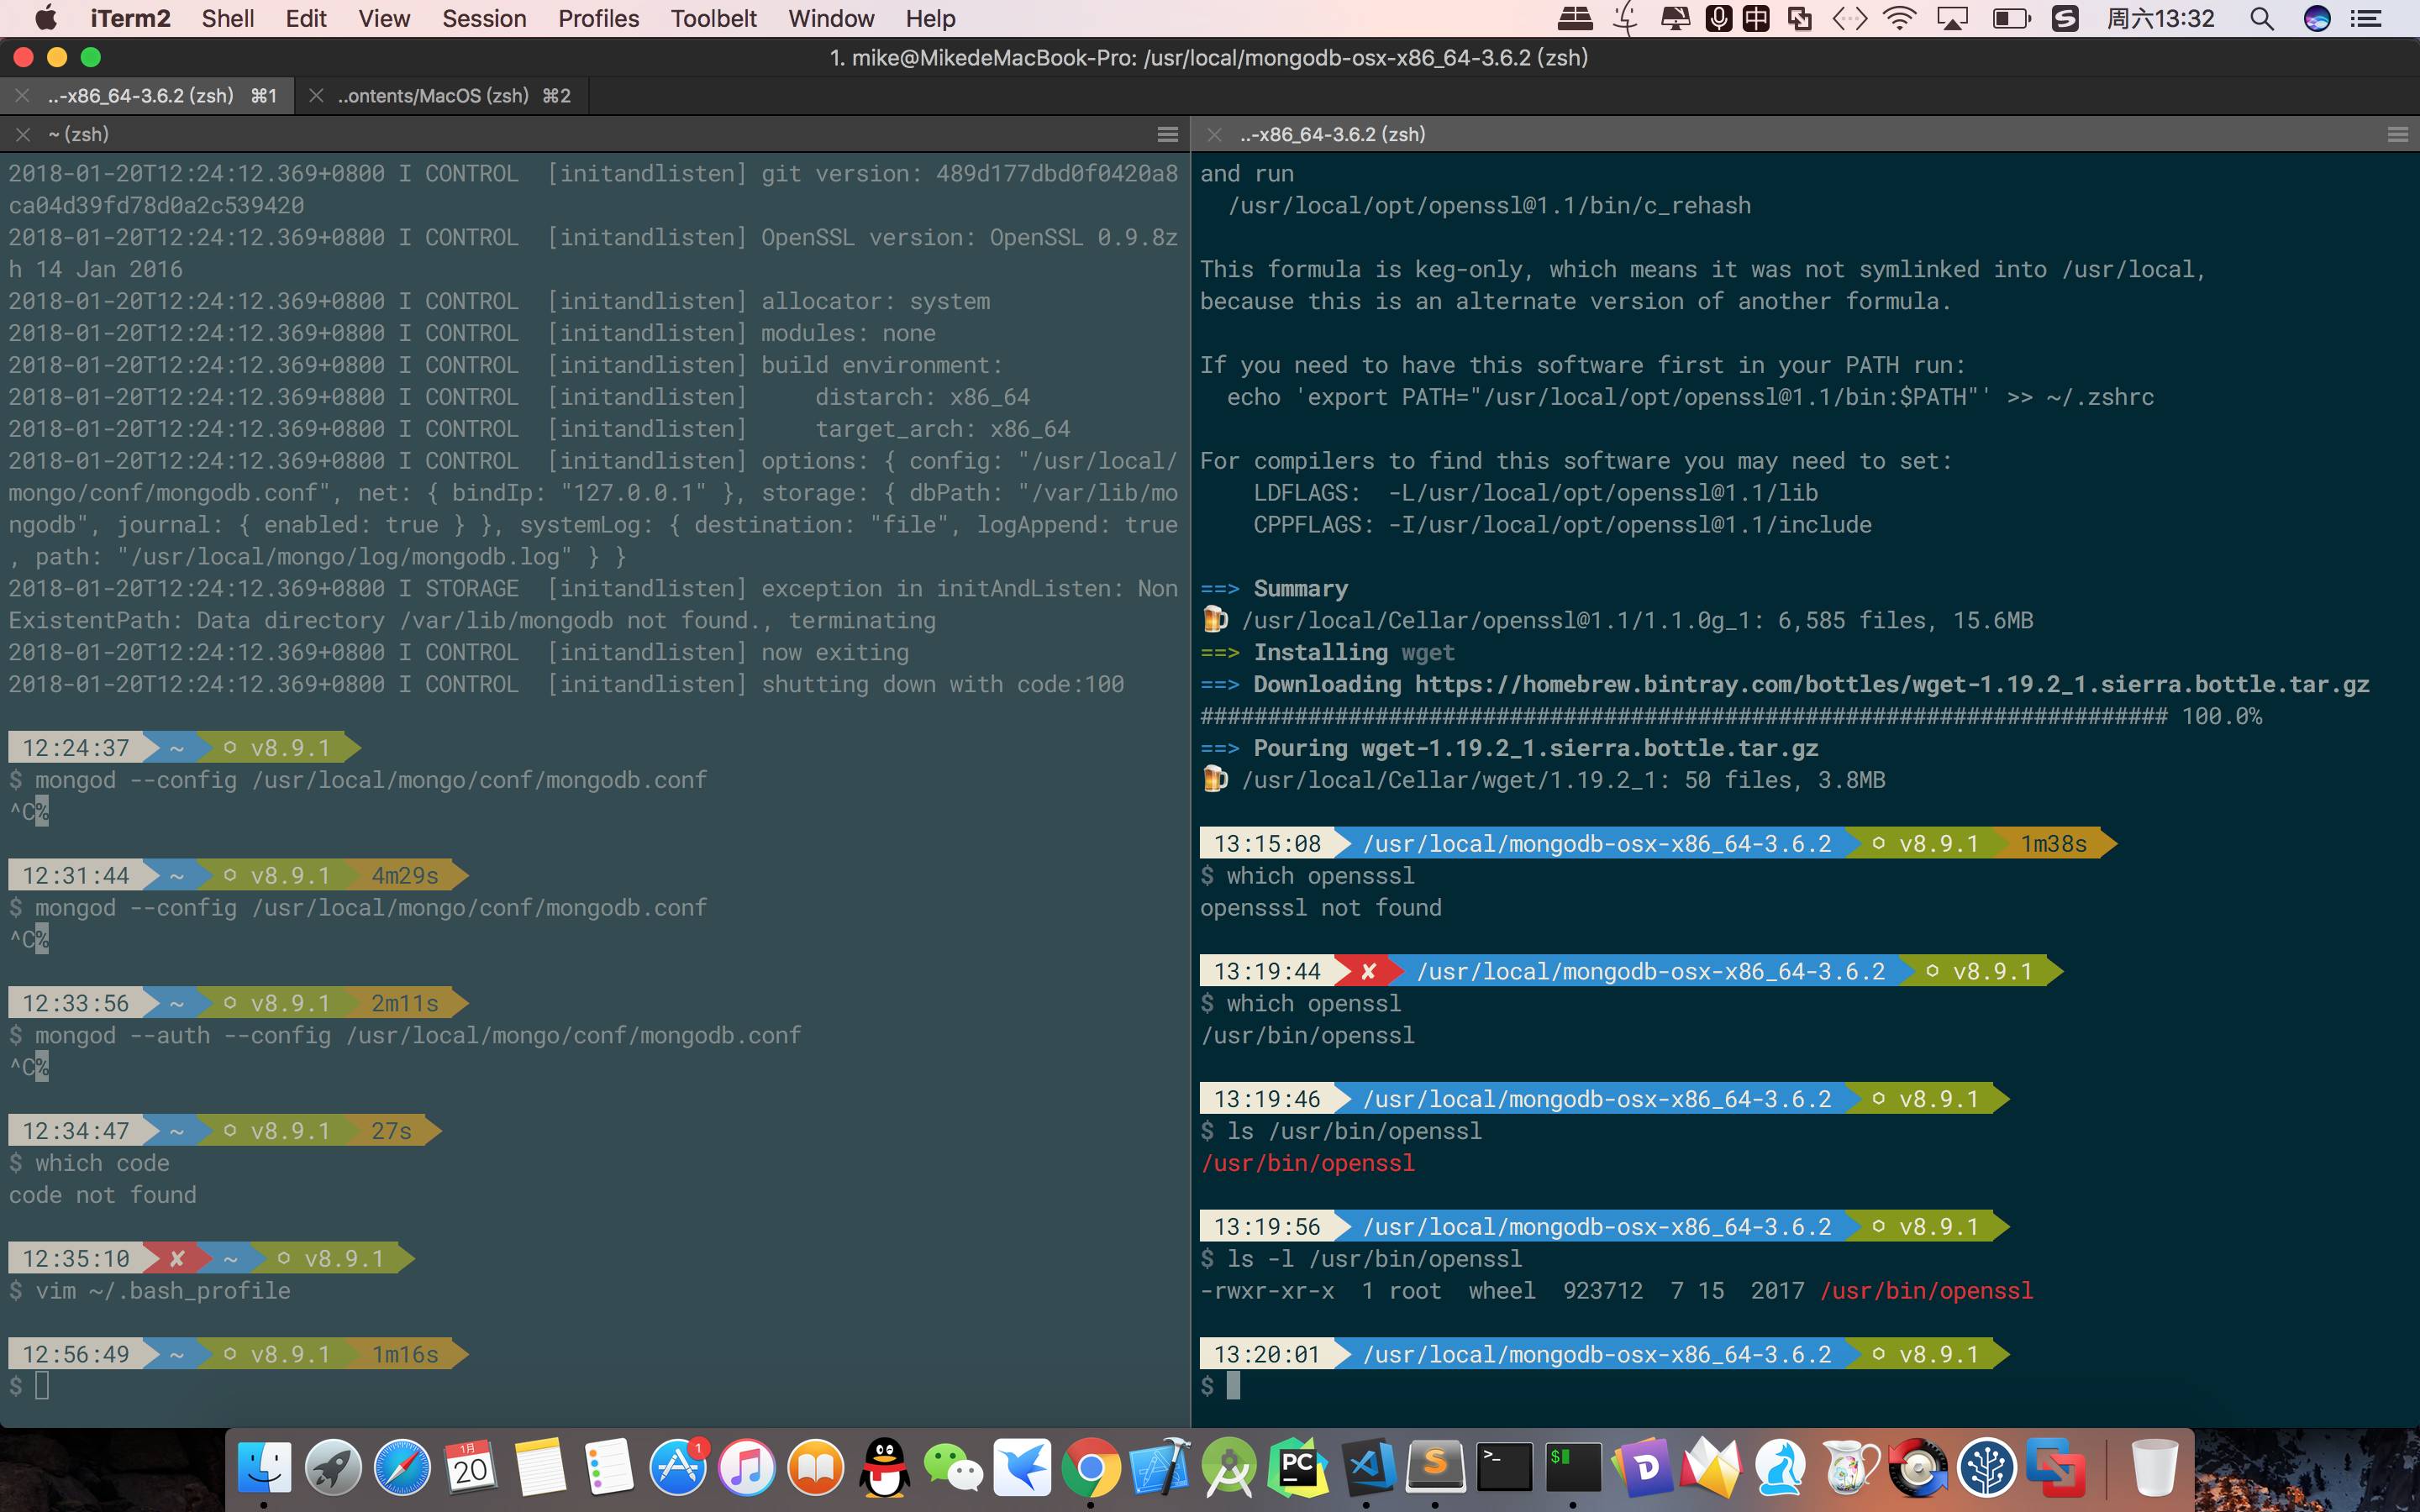 iTerm2 Shell Edit View Session Profiles Toolbelt Window Help 中 周六13:32
1. mike@MikedeMacBook-Pro: /usr/local/mongodb-osx-x86_64-3.6.2 (zsh)
..-x86_64-3.6.2 (zsh) ⌘1 ..ontents/MacOS (zsh) ⌘2
~ (zsh)
2018-01-20T12:24:12.369+0800 I CONTROL  [initandlisten] git version: 489d177dbd0f0420a8
ca04d39fd78d0a2c539420
2018-01-20T12:24:12.369+0800 I CONTROL  [initandlisten] OpenSSL version: OpenSSL 0.9.8z
h 14 Jan 2016
2018-01-20T12:24:12.369+0800 I CONTROL  [initandlisten] allocator: system
2018-01-20T12:24:12.369+0800 I CONTROL  [initandlisten] modules: none
2018-01-20T12:24:12.369+0800 I CONTROL  [initandlisten] build environment:
2018-01-20T12:24:12.369+0800 I CONTROL  [initandlisten]     distarch: x86_64
2018-01-20T12:24:12.369+0800 I CONTROL  [initandlisten]     target_arch: x86_64
2018-01-20T12:24:12.369+0800 I CONTROL  [initandlisten] options: { config: "/usr/local/
mongo/conf/mongodb.conf", net: { bindIp: "127.0.0.1" }, storage: { dbPath: "/var/lib/mo
ngodb", journal: { enabled: true } }, systemLog: { destination: "file", logAppend: true
, path: "/usr/local/mongo/log/mongodb.log" } }
2018-01-20T12:24:12.369+0800 I STORAGE  [initandlisten] exception in initAndListen: Non
ExistentPath: Data directory /var/lib/mongodb not found., terminating
2018-01-20T12:24:12.369+0800 I CONTROL  [initandlisten] now exiting
2018-01-20T12:24:12.369+0800 I CONTROL  [initandlisten] shutting down with code:100
12:24:37 ~ ⬡ v8.9.1
$ mongod --config /usr/local/mongo/conf/mongodb.conf
^C%
12:31:44 ~ ⬡ v8.9.1 4m29s
$ mongod --config /usr/local/mongo/conf/mongodb.conf
^C%
12:33:56 ~ ⬡ v8.9.1 2m11s
$ mongod --auth --config /usr/local/mongo/conf/mongodb.conf
^C%
12:34:47 ~ ⬡ v8.9.1 27s
$ which code
code not found
12:35:10 ✘ ~ ⬡ v8.9.1
$ vim ~/.bash_profile
12:56:49 ~ ⬡ v8.9.1 1m16s
$
..-x86_64-3.6.2 (zsh)
and run
  /usr/local/opt/openssl@1.1/bin/c_rehash
This formula is keg-only, which means it was not symlinked into /usr/local,
because this is an alternate version of another formula.
If you need to have this software first in your PATH run:
  echo 'export PATH="/usr/local/opt/openssl@1.1/bin:$PATH"' >> ~/.zshrc
For compilers to find this software you may need to set:
    LDFLAGS:  -L/usr/local/opt/openssl@1.1/lib
    CPPFLAGS: -I/usr/local/opt/openssl@1.1/include
==> Summary
🍺 /usr/local/Cellar/openssl@1.1/1.1.0g_1: 6,585 files, 15.6MB
==> Installing wget
==> Downloading https://homebrew.bintray.com/bottles/wget-1.19.2_1.sierra.bottle.tar.gz
######################################################################## 100.0%
==> Pouring wget-1.19.2_1.sierra.bottle.tar.gz
🍺 /usr/local/Cellar/wget/1.19.2_1: 50 files, 3.8MB
13:15:08 /usr/local/mongodb-osx-x86_64-3.6.2 ⬡ v8.9.1 1m38s
$ which opensssl
opensssl not found
13:19:44 ✘ /usr/local/mongodb-osx-x86_64-3.6.2 ⬡ v8.9.1
$ which openssl
/usr/bin/openssl
13:19:46 /usr/local/mongodb-osx-x86_64-3.6.2 ⬡ v8.9.1
$ ls /usr/bin/openssl
/usr/bin/openssl
13:19:56 /usr/local/mongodb-osx-x86_64-3.6.2 ⬡ v8.9.1
$ ls -l /usr/bin/openssl
-rwxr-xr-x  1 root  wheel  923712  7 15  2017 /usr/bin/openssl
13:20:01 /usr/local/mongodb-osx-x86_64-3.6.2 ⬡ v8.9.1
$
1月
20
1
PC
S
>_
$
D